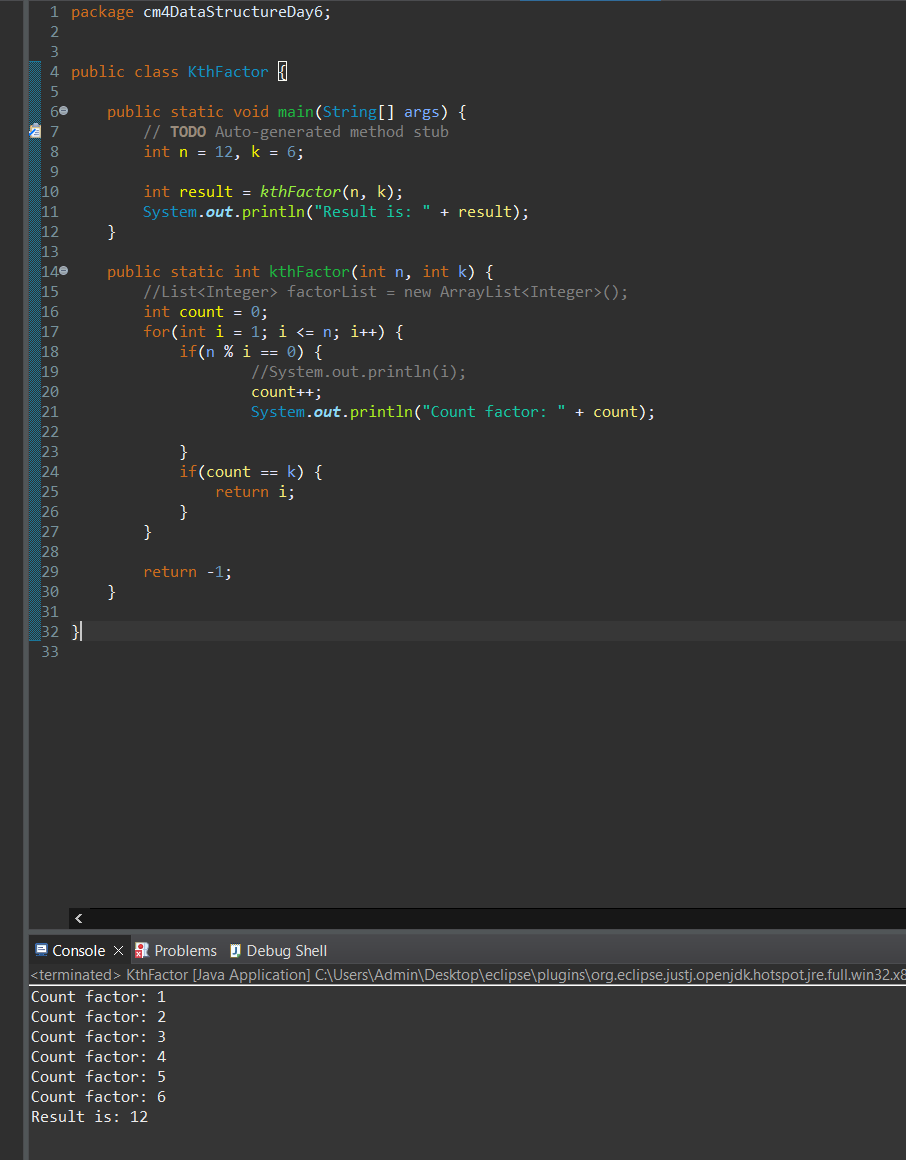 1 package cm4DataStructureDay6;
2
3
4 public class KthFactor {
5
6 public static void main(String[] args) {
7 // TODO Auto-generated method stub
8 int n = 12, k = 6;
9
10 int result = kthFactor(n, k);
11 System.out.println("Result is: " + result);
12 }
13
14 public static int kthFactor(int n, int k) {
15 //List<Integer> factorList = new ArrayList<Integer>();
16 int count = 0;
17 for(int i = 1; i <= n; i++) {
18 if(n % i == 0) {
19 //System.out.println(i);
20 count++;
21 System.out.println("Count factor: " + count);
22
23 }
24 if(count == k) {
25 return i;
26 }
27 }
28
29 return -1;
30 }
31
32 }
33
Console Problems Debug Shell
<terminated> KthFactor [Java Application] C:\Users\Admin\Desktop\eclipse\plugins\org.eclipse.justj.openjdk.hotspot.jre.full.win32.x8
Count factor: 1
Count factor: 2
Count factor: 3
Count factor: 4
Count factor: 5
Count factor: 6
Result is: 12